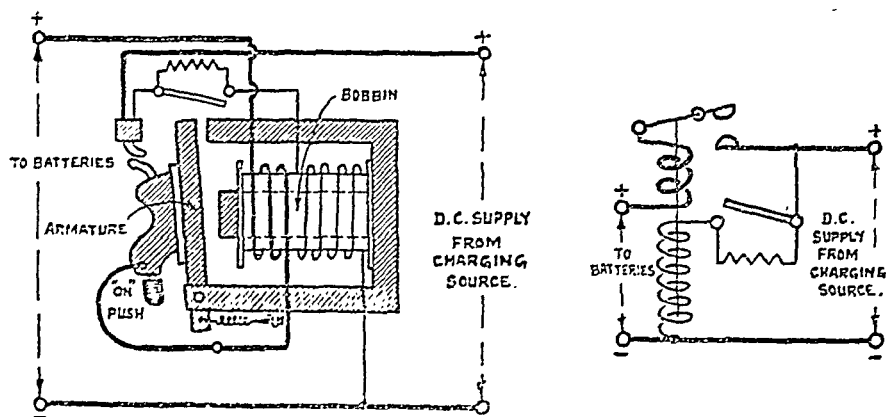 +
+
BOBBIN
TO BATTERIES
ARMATURE
"ON"
PUSH
D.C. SUPPLY
FROM
CHARGING
SOURCE.
-
-
+
+
TO
BATTERIES
D.C.
SUPPLY
FROM
CHARGING
SOURCE.
-
-